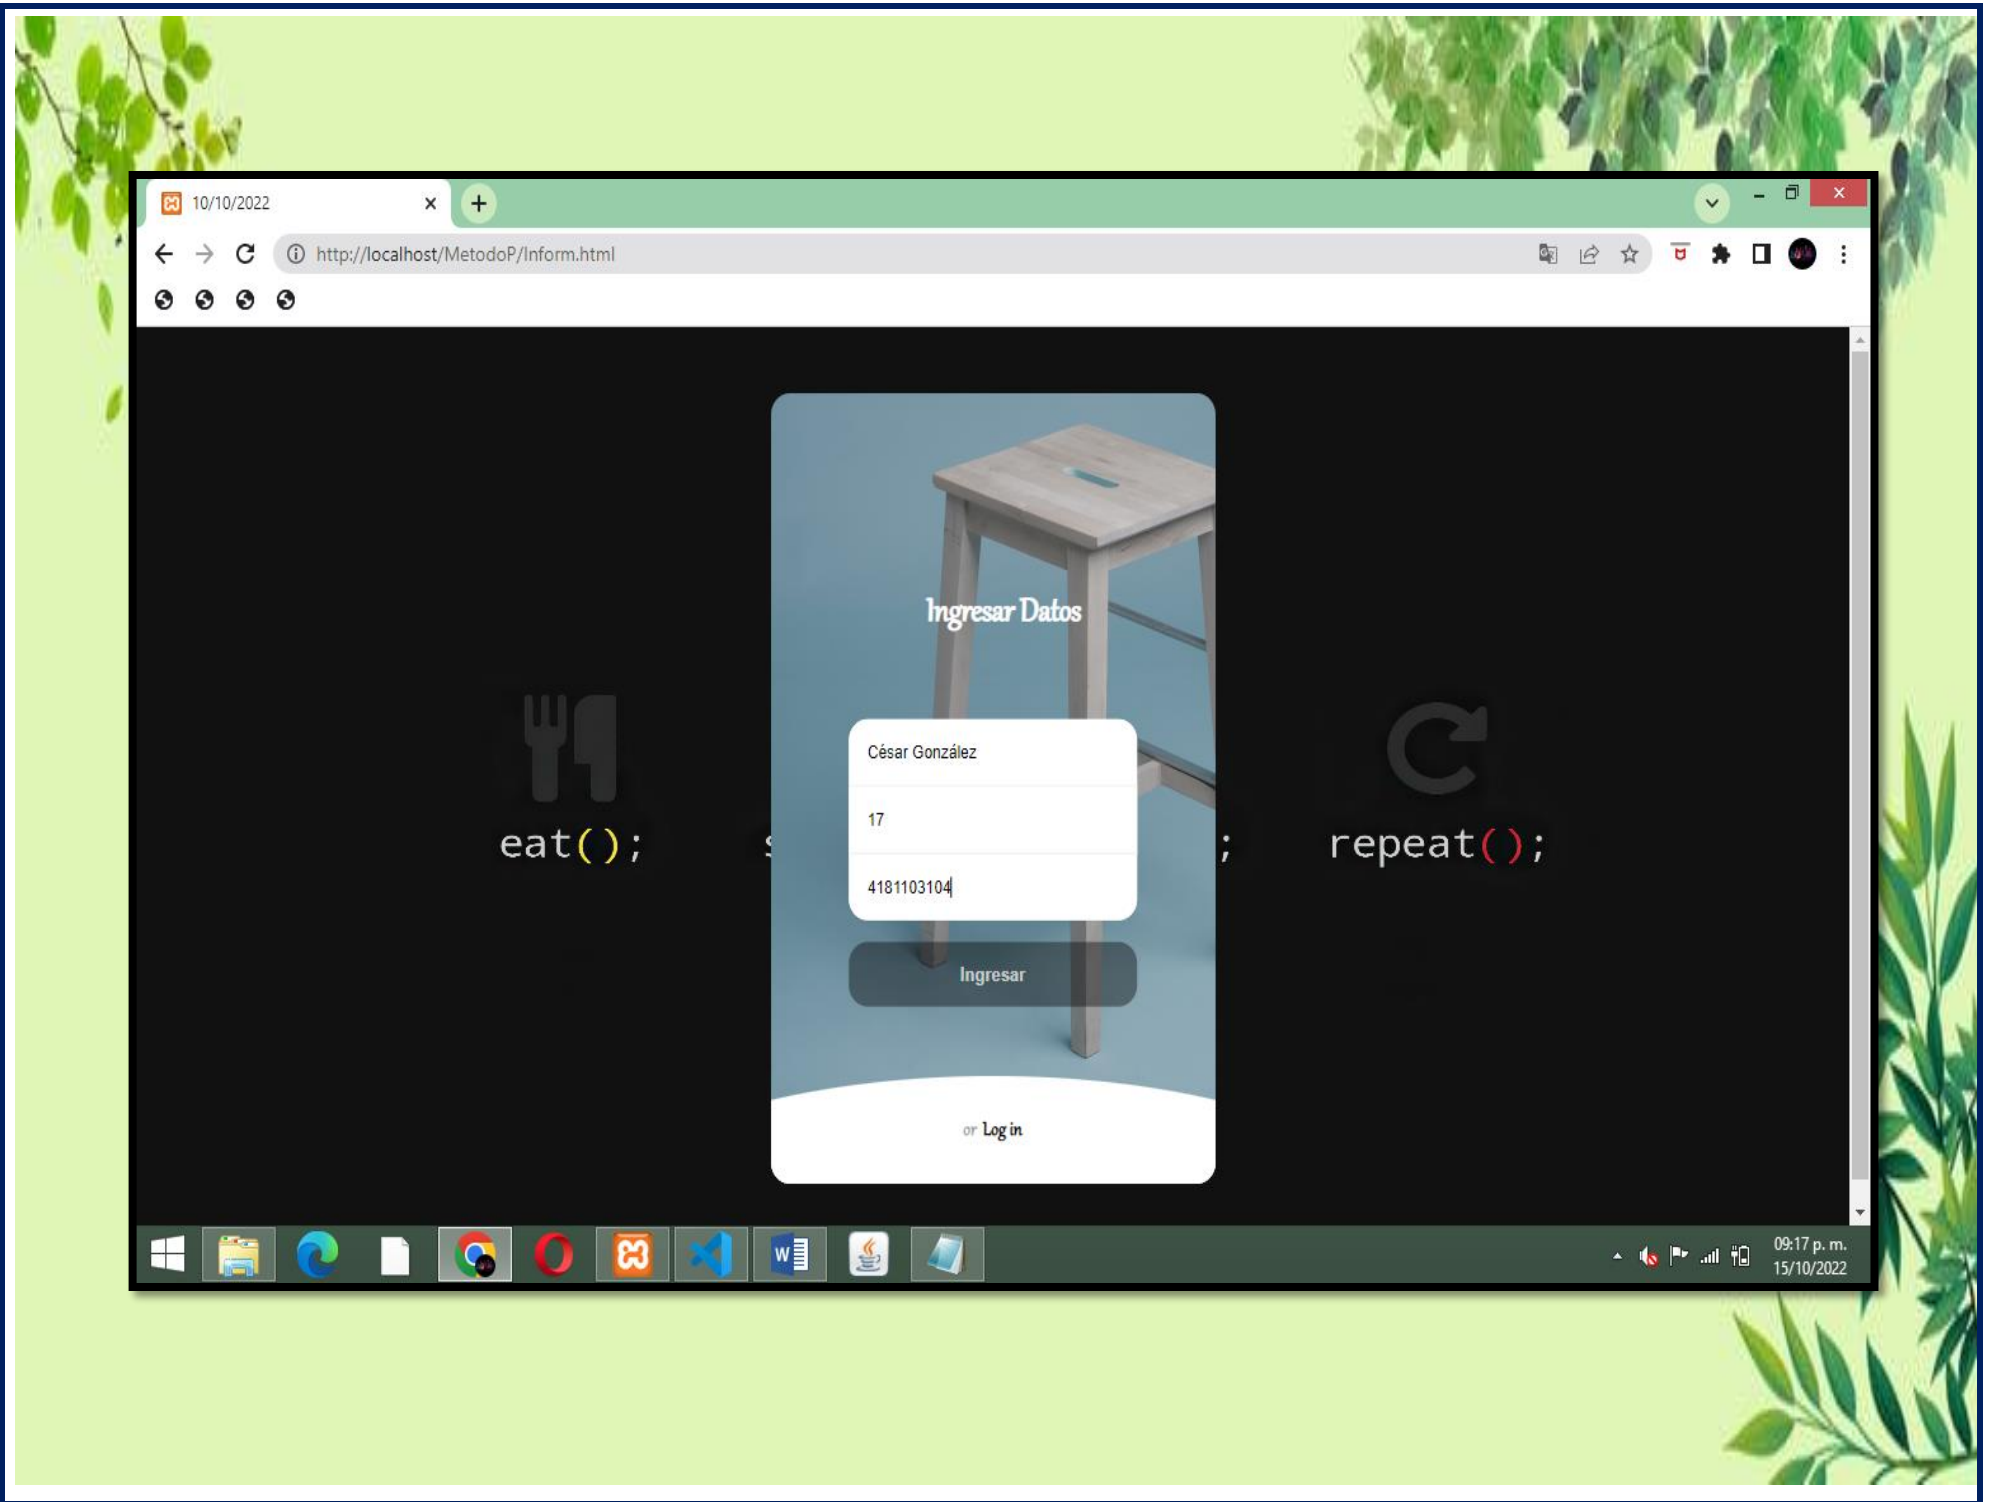 10/10/2022
http://localhost/MetodoP/Inform.html
Ingresar Datos
César González
17
eat(); ; repeat();
4181103104
Ingresar
or Log in
09:17 p. m.
15/10/2022